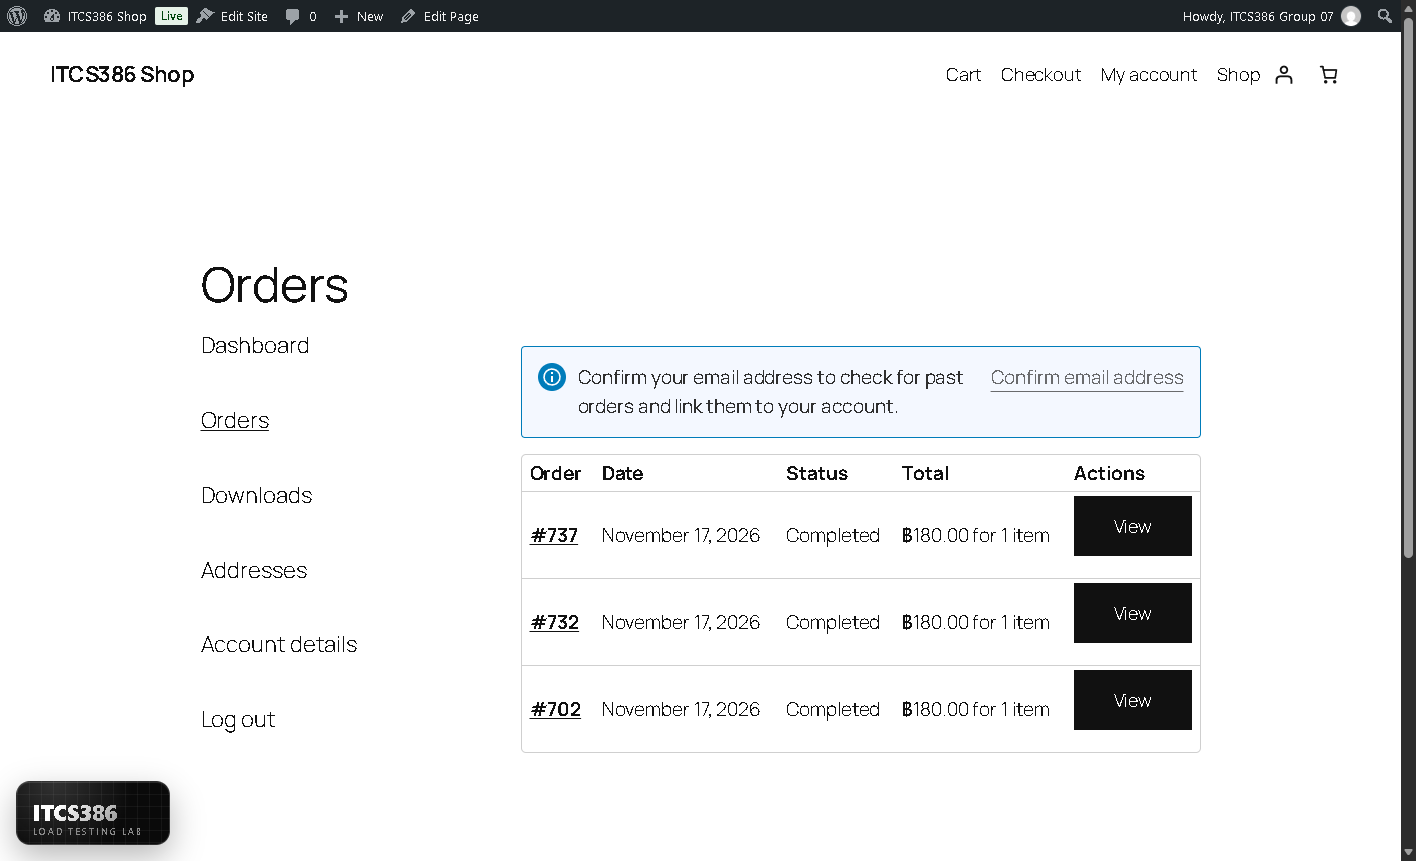 ITCS386 Shop Live Edit Site 0 New Edit Page Howdy, ITCS386 Group 07
ITCS386 Shop Cart Checkout My account Shop
Orders
Dashboard
Orders
Downloads
Addresses
Account details
Log out
Confirm your email address to check for past
orders and link them to your account.
Confirm email address
Order Date Status Total Actions
#737 November 17, 2026 Completed ฿180.00 for 1 item View
#732 November 17, 2026 Completed ฿180.00 for 1 item View
#702 November 17, 2026 Completed ฿180.00 for 1 item View
ITCS386
LOAD TESTING LAB